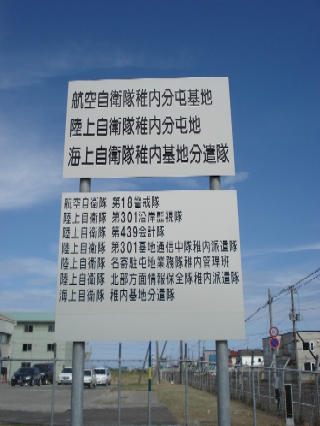 航空自衛隊稚内分屯基地
陸上自衛隊稚内分屯地
海上自衛隊稚内基地分遣隊
航空自衛隊 第18警戒隊
陸上自衛隊 第301沿岸監視隊
陸上自衛隊 第439会計隊
陸上自衛隊 第301基地通信中隊稚内派遣隊
陸上自衛隊 名寄駐屯地業務隊稚内管理班
陸上自衛隊 北部方面情報保全隊稚内派遣隊
海上自衛隊 稚内基地分遣隊